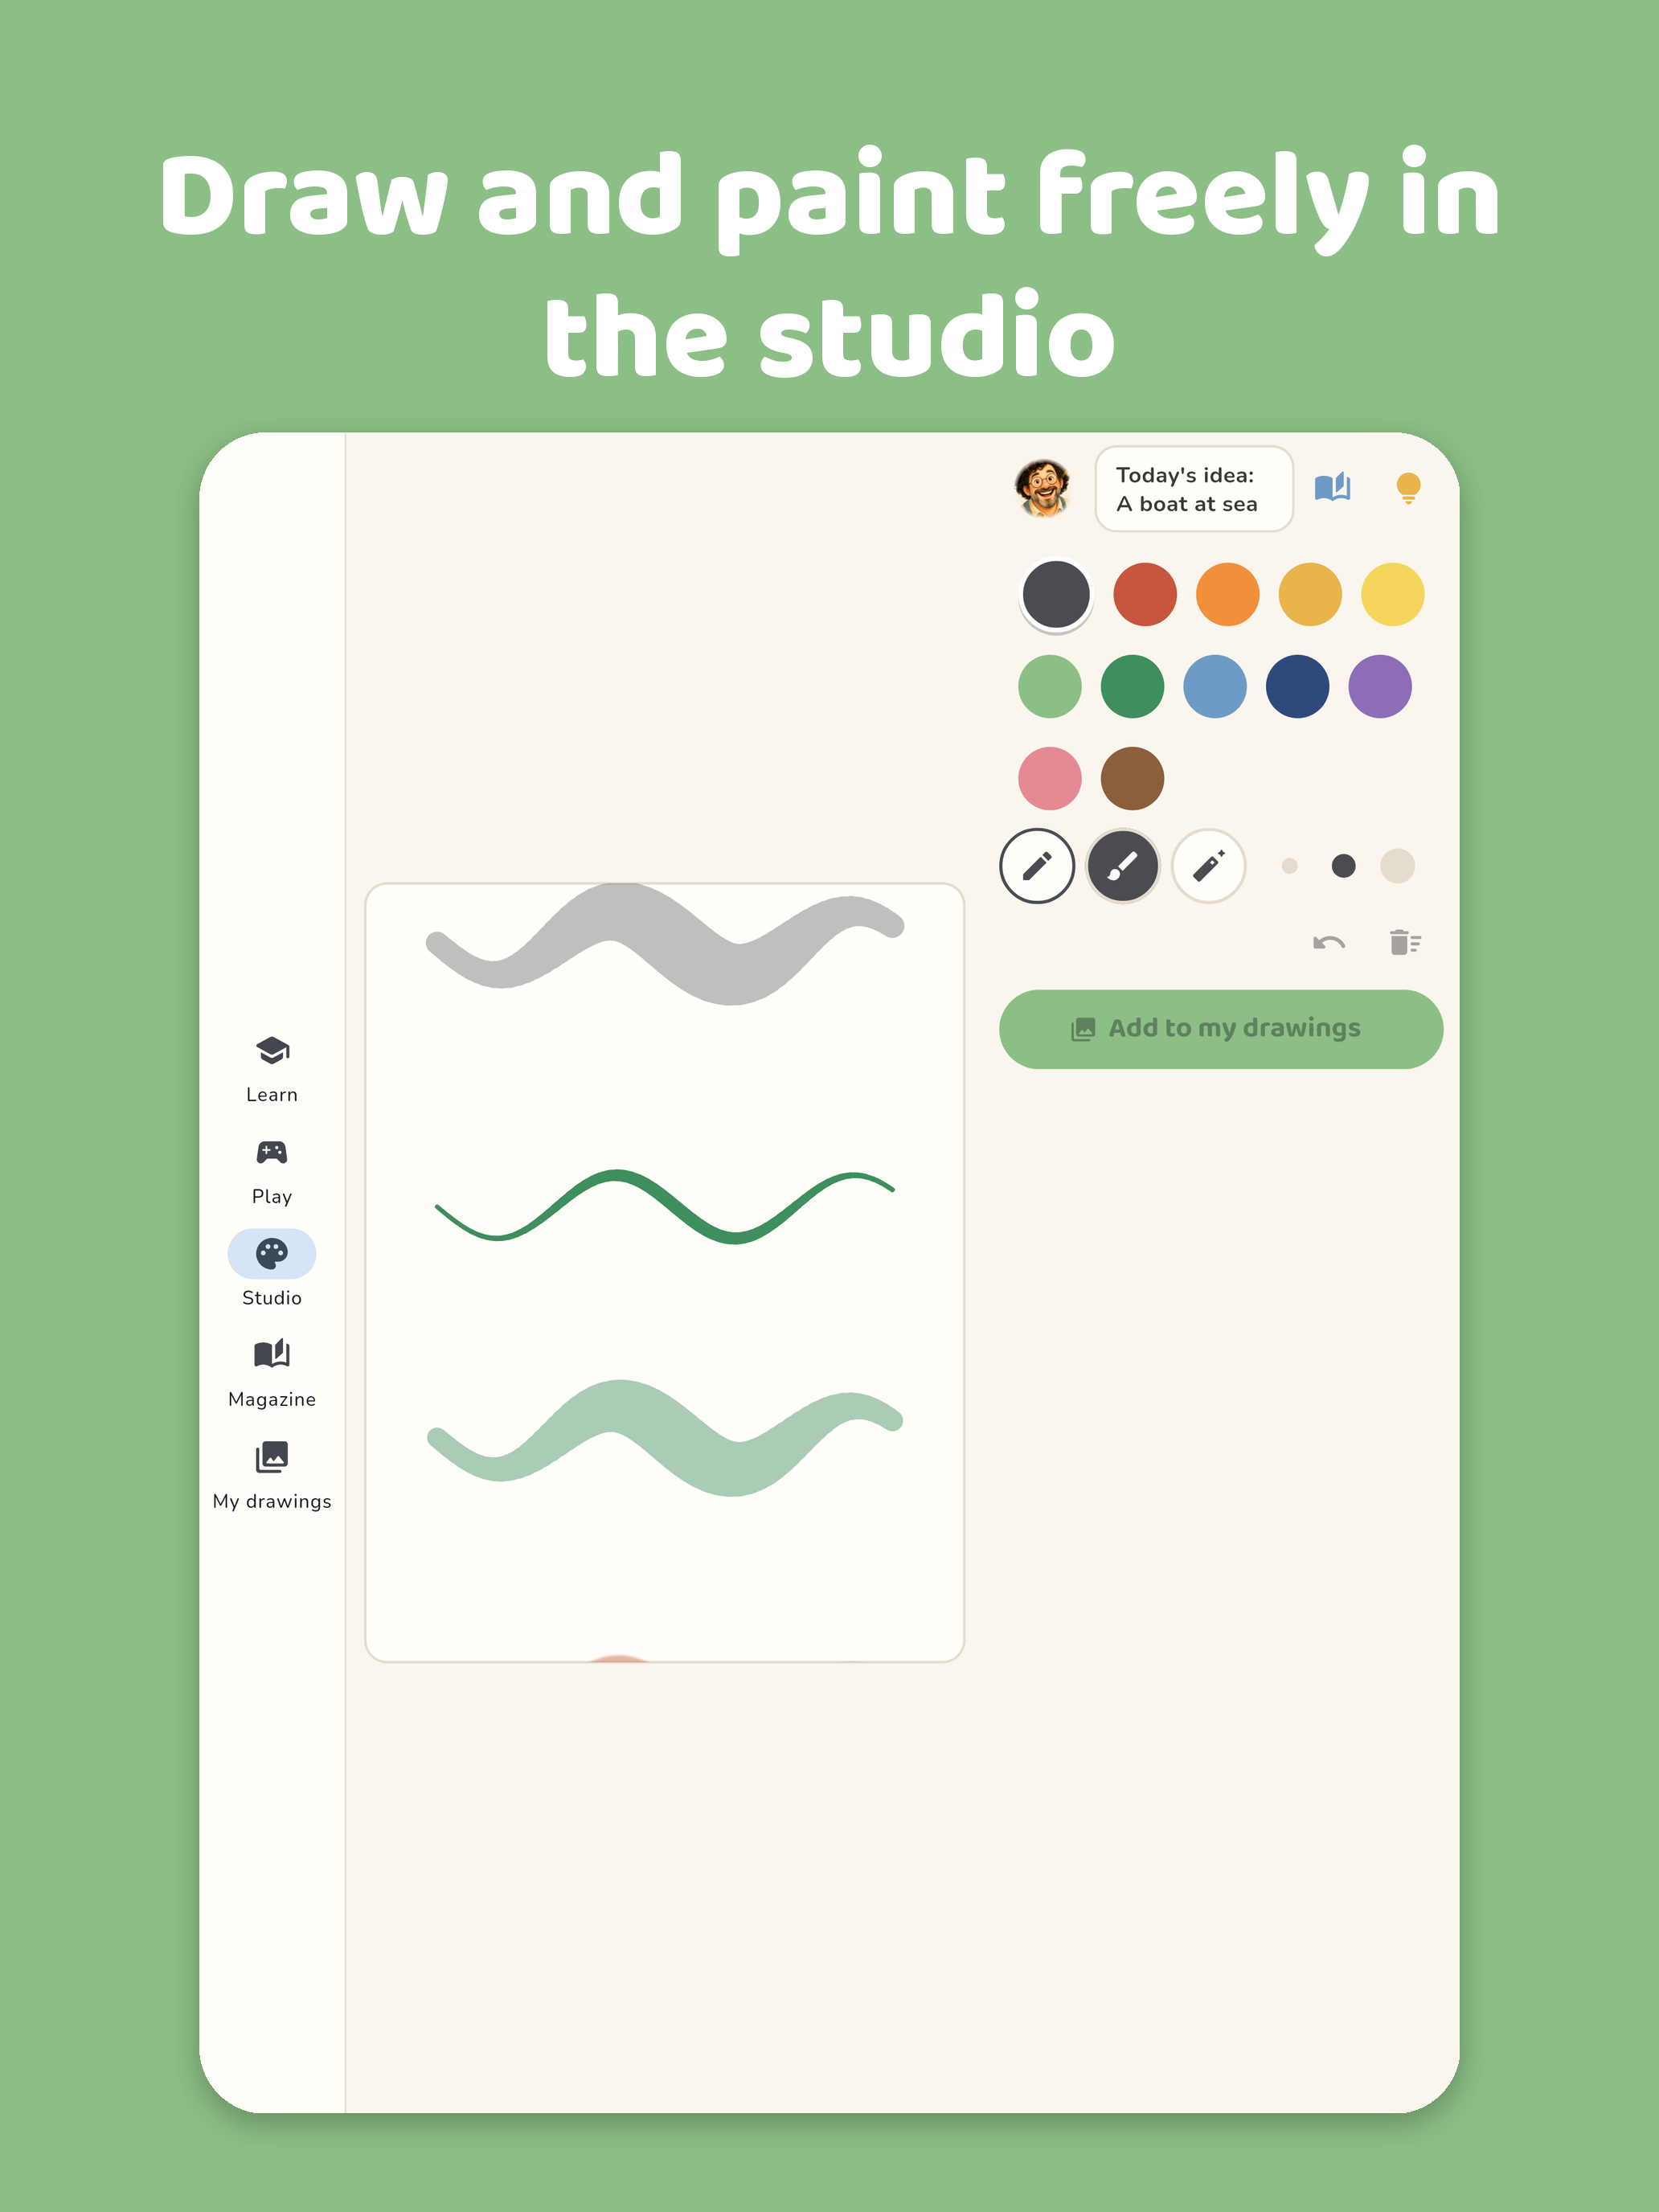 Draw and paint freely in
the studio
Today's idea:
A boat at sea
Add to my drawings
Learn
Play
Studio
Magazine
My drawings